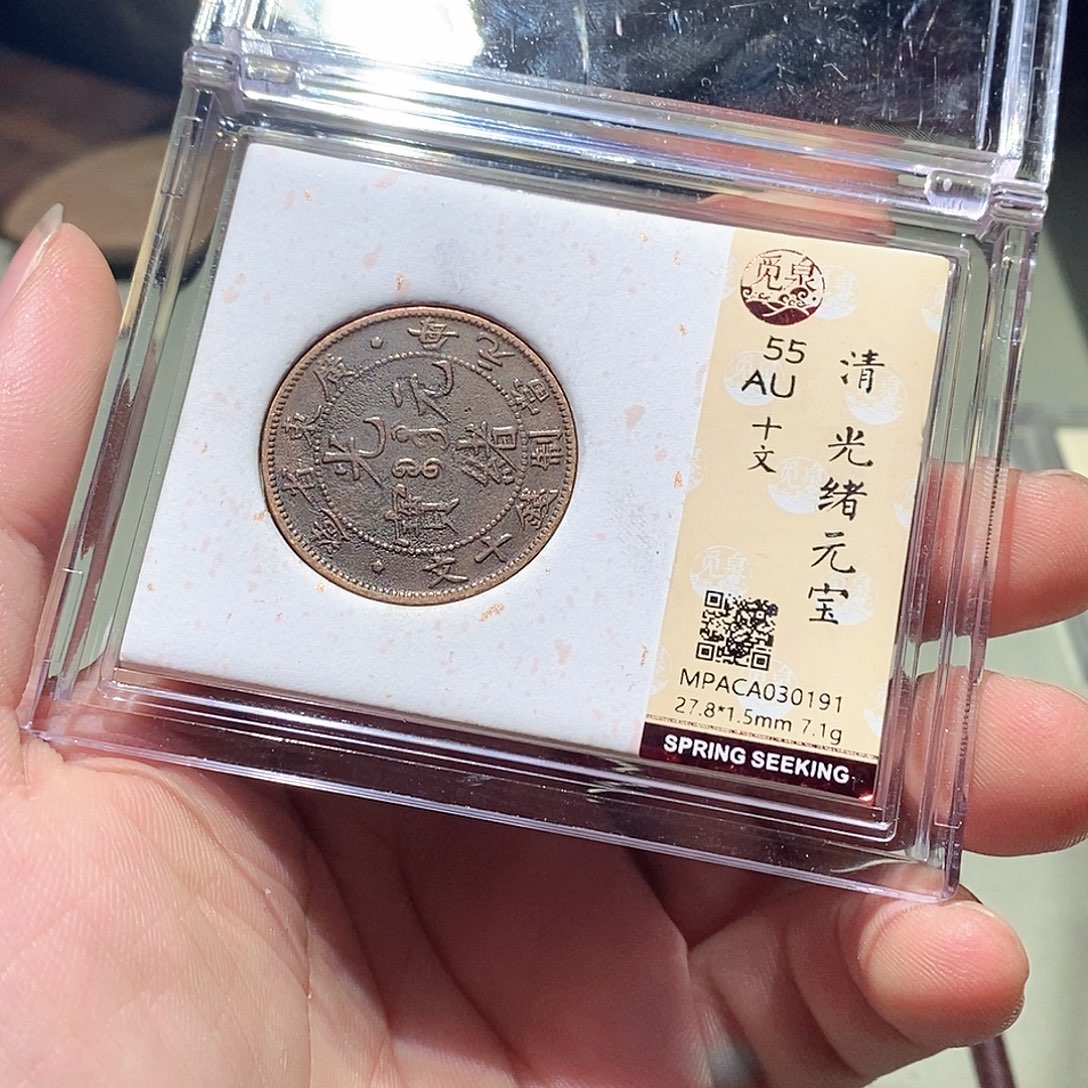 廣東省造
每元當制錢十文
光緒元寶
觅泉
55
AU
十文
清 光绪元宝
MPACA030191
27.8*1.5mm 7.1g
SPRING SEEKING